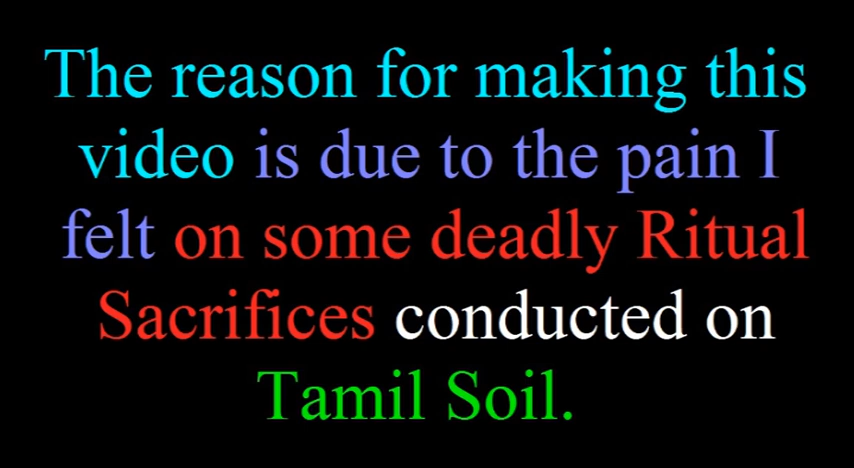 The reason for making this
video is due to the pain I
felt on some deadly Ritual
Sacrifices conducted on
Tamil Soil.